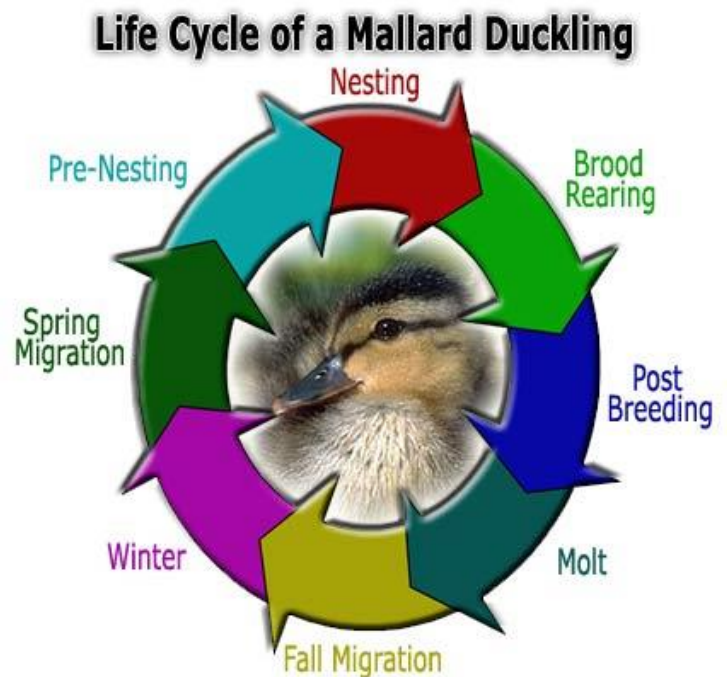 Life Cycle of a Mallard Duckling
Nesting
Brood
Rearing
Post
Breeding
Molt
Fall Migration
Winter
Spring
Migration
Pre-Nesting